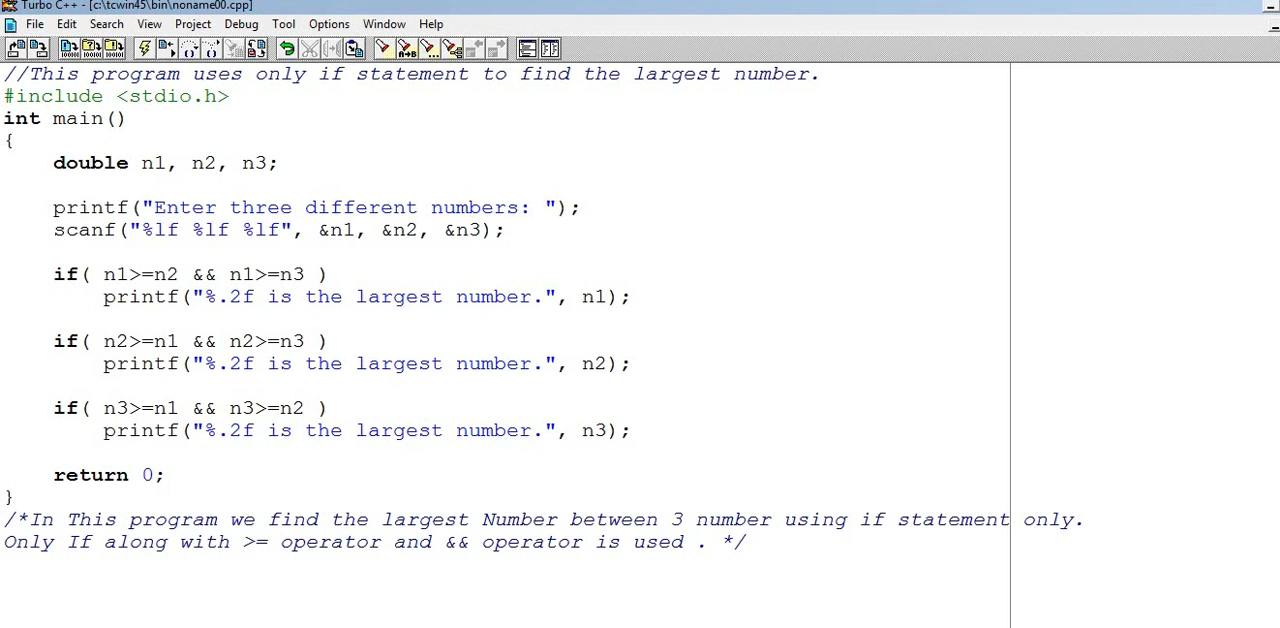 Turbo C++ - [c:\tcwin45\bin\noname00.cpp]
File Edit Search View Project Debug Tool Options Window Help
//This program uses only if statement to find the largest number.
#include <stdio.h>
int main()
{
    double n1, n2, n3;
    printf("Enter three different numbers: ");
    scanf("%lf %lf %lf", &n1, &n2, &n3);
    if( n1>=n2 && n1>=n3 )
        printf("%.2f is the largest number.", n1);
    if( n2>=n1 && n2>=n3 )
        printf("%.2f is the largest number.", n2);
    if( n3>=n1 && n3>=n2 )
        printf("%.2f is the largest number.", n3);
    return 0;
}
/*In This program we find the largest Number between 3 number using if statement only.
Only If along with >= operator and && operator is used . */